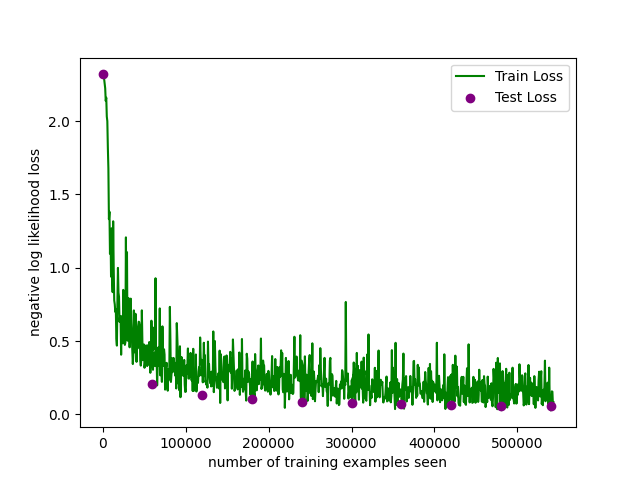 Train Loss
Test Loss
negative log likelihood loss
2.0
1.5
1.0
0.5
0.0
0
100000
200000
300000
400000
500000
number of training examples seen